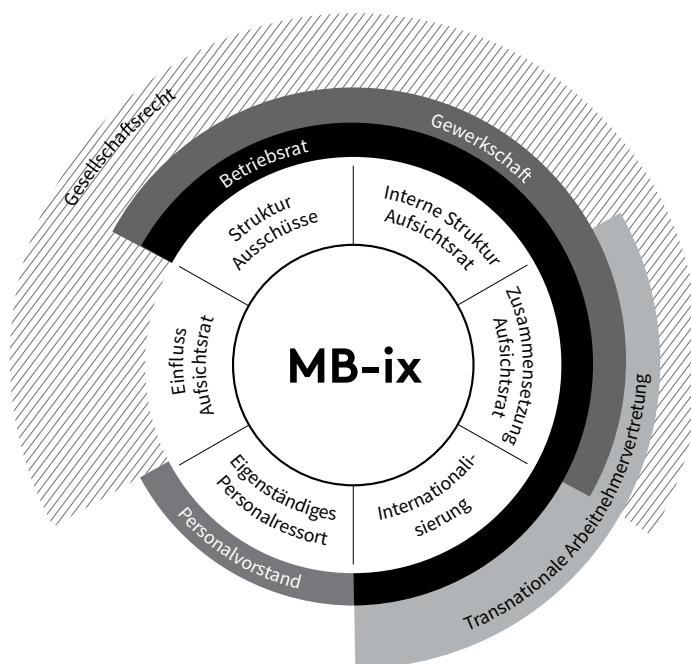 Gesellschaftsrecht
Gewerkschaft
Betriebsrat
Struktur
Ausschüsse
Interne Struktur
Aufsichtsrat
Zusammensetzung
Aufsichtsrat
Einfluss
Aufsichtsrat
MB-ix
Eigenständiges
Personalressort
Internationali-
sierung
Personalvorstand
Transnationale Arbeitnehmervertretung